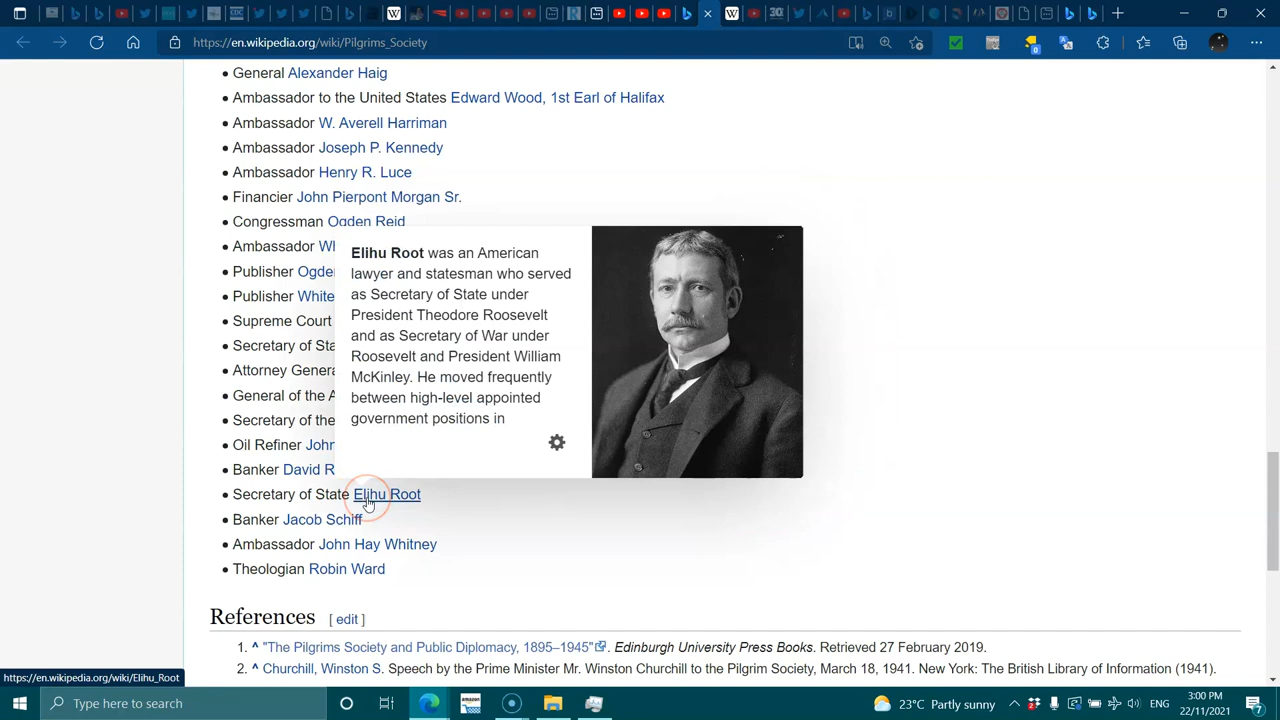 https://en.wikipedia.org/wiki/Pilgrims_Society
General Alexander Haig
Ambassador to the United States Edward Wood, 1st Earl of Halifax
Ambassador W. Averell Harriman
Ambassador Joseph P. Kennedy
Ambassador Henry R. Luce
Financier John Pierpont Morgan Sr.
Congressman Ogden Reid
Ambassador Wh
Publisher Ogde
Publisher White
Supreme Court
Secretary of Sta
Attorney Genera
General of the A
Secretary of the
Oil Refiner John
Banker David R
Elihu Root was an American
lawyer and statesman who served
as Secretary of State under
President Theodore Roosevelt
and as Secretary of War under
Roosevelt and President William
McKinley. He moved frequently
between high-level appointed
government positions in
Secretary of State Elihu Root
Banker Jacob Schiff
Ambassador John Hay Whitney
Theologian Robin Ward
References [ edit ]
1. ^ "The Pilgrims Society and Public Diplomacy, 1895–1945". Edinburgh University Press Books. Retrieved 27 February 2019.
2. ^ Churchill, Winston S. Speech by the Prime Minister Mr. Winston Churchill to the Pilgrim Society, March 18, 1941. New York: The British Library of Information (1941).
https://en.wikipedia.org/wiki/Elihu_Root
Type here to search
amazon
23°C Partly sunny
ENG
3:00 PM
22/11/2021
7